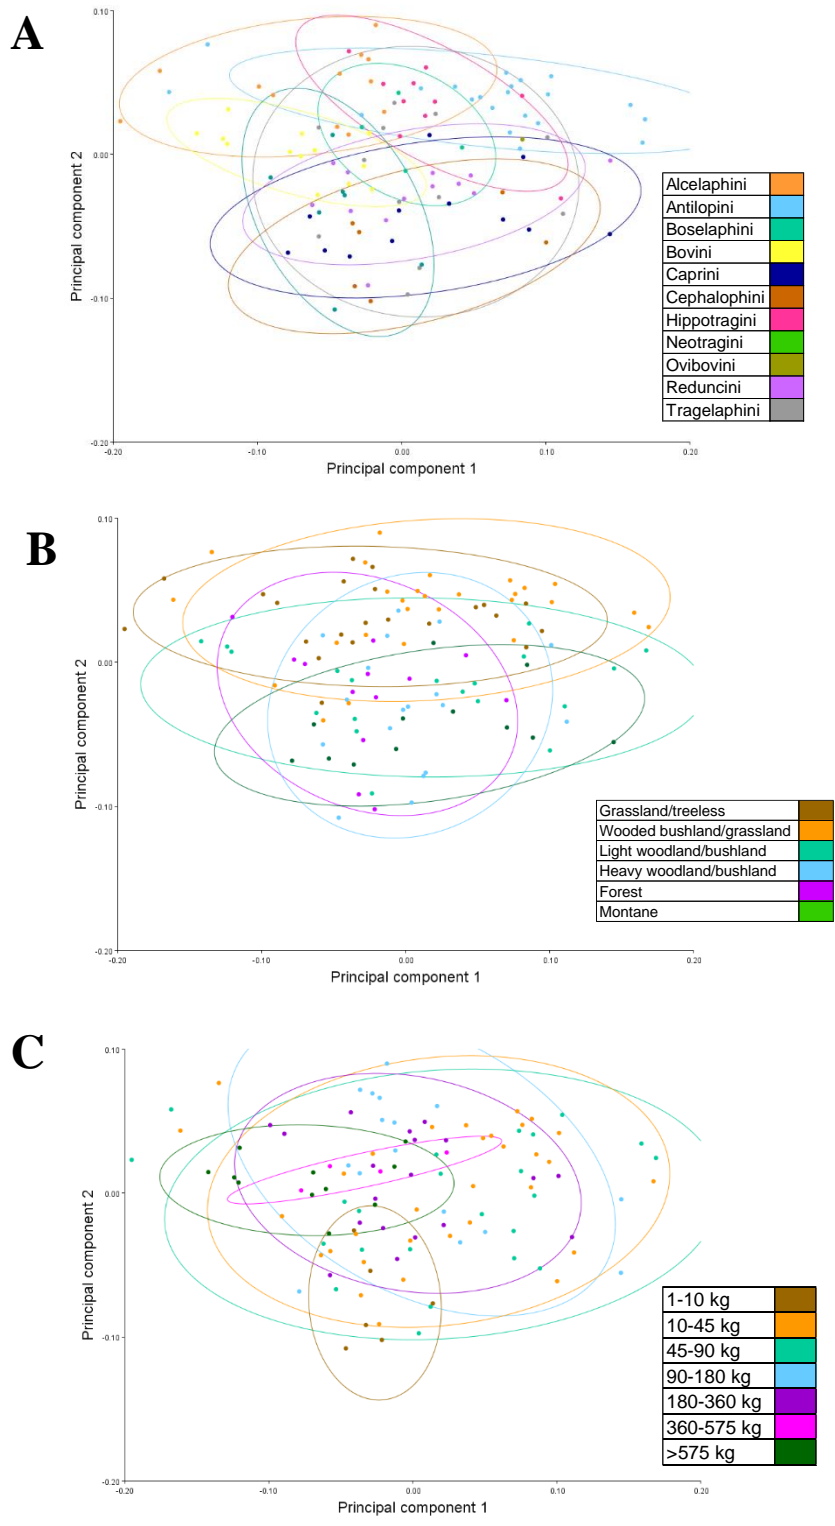 A
0.10
0.00
-0.10
-0.20
Principal component 2
-0.20
-0.10
0.00
0.10
0.20
Principal component 1
Alcelaphini
Antilopini
Boselaphini
Bovini
Caprini
Cephalophini
Hippotragini
Neotragini
Ovibovini
Reduncini
Tragelaphini
B
0.10
0.00
-0.10
-0.20
Principal component 2
-0.20
-0.10
0.00
0.10
0.20
Principal component 1
Grassland/treeless
Wooded bushland/grassland
Light woodland/bushland
Heavy woodland/bushland
Forest
Montane
C
0.10
0.00
-0.10
-0.20
Principal component 2
-0.20
-0.10
0.00
0.10
0.20
Principal component 1
1-10 kg
10-45 kg
45-90 kg
90-180 kg
180-360 kg
360-575 kg
>575 kg